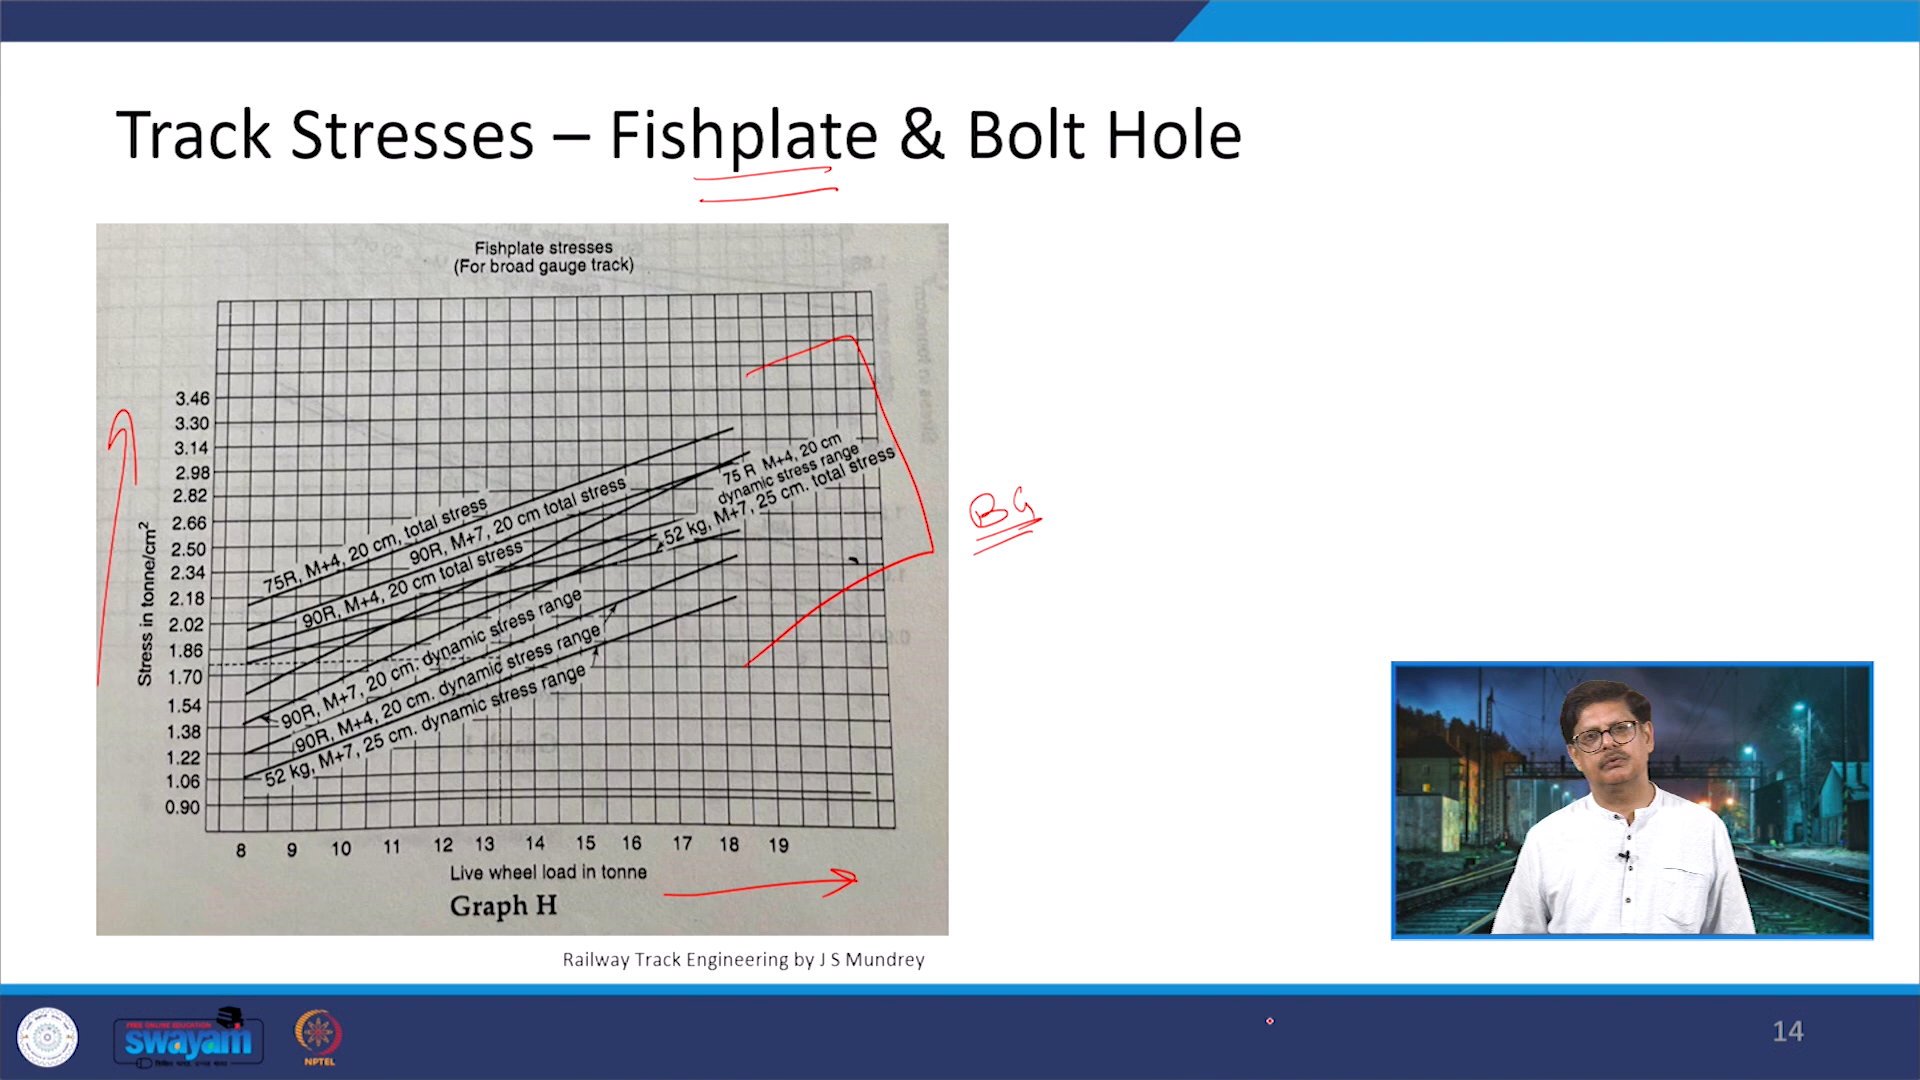 Track Stresses – Fishplate & Bolt Hole
Fishplate stresses
(For broad gauge track)
3.46
3.30
3.14
2.98
2.82
2.66
2.50
2.34
2.18
2.02
1.86
1.70
1.54
1.38
1.22
1.06
0.90
Stress in tonne/cm²
75R, M+4, 20 cm, total stress
90R, M+7, 20 cm total stress
90R, M+4, 20 cm total stress
75 R M+4, 20 cm
dynamic stress range
52 kg, M+7, 25 cm. total stress
90R, M+7, 20 cm. dynamic stress range
90R, M+4, 20 cm. dynamic stress range
52 kg, M+7, 25 cm. dynamic stress range
8 9 10 11 12 13 14 15 16 17 18 19
Live wheel load in tonne
Graph H
BG
Railway Track Engineering by J S Mundrey
FREE ONLINE EDUCATION
swayam
NPTEL
14